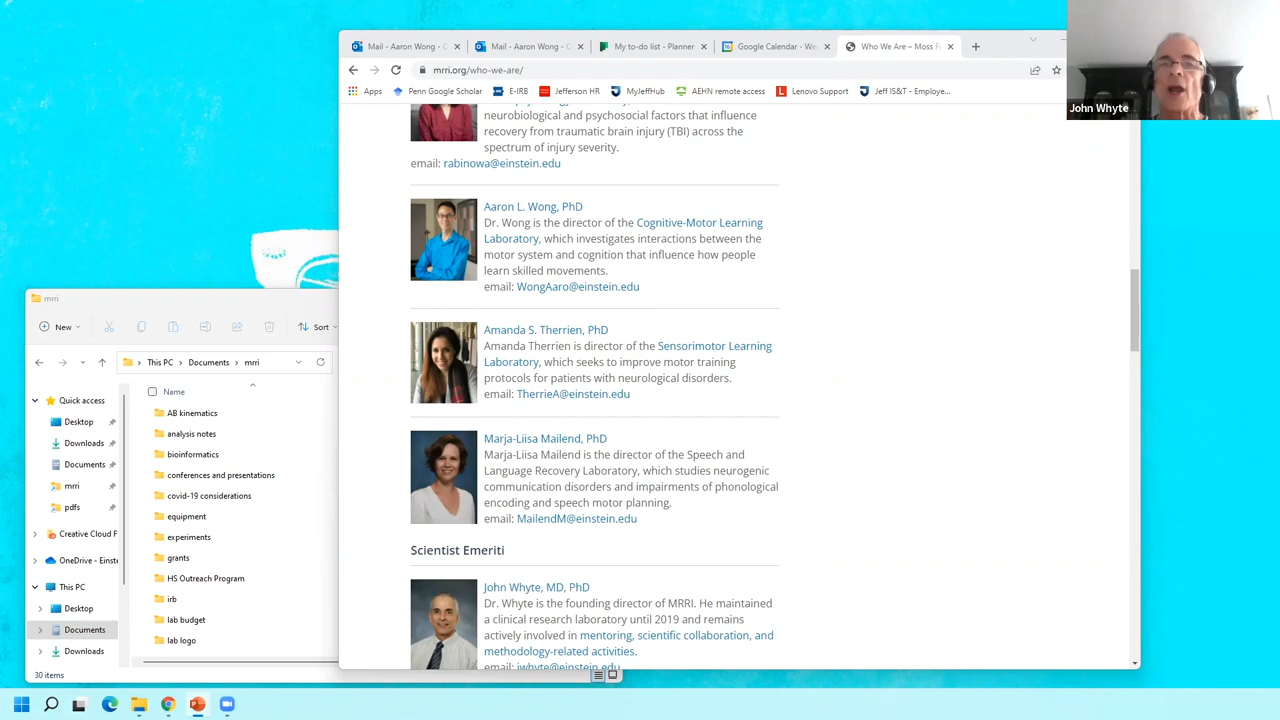 Mail - Aaron Wong - C
Mail - Aaron Wong - C
My to-do list - Planner
Google Calendar - We
Who We Are – Moss R
mrri.org/who-we-are/
Apps
Penn Google Scholar
E-IRB
Jefferson HR
MyJeffHub
AEHN remote access
Lenovo Support
Jeff IS&T - Employe...
John Whyte
neurobiological and psychosocial factors that influence
recovery from traumatic brain injury (TBI) across the
spectrum of injury severity.
email: rabinowa@einstein.edu
Aaron L. Wong, PhD
Dr. Wong is the director of the Cognitive-Motor Learning
Laboratory, which investigates interactions between the
motor system and cognition that influence how people
learn skilled movements.
email: WongAaro@einstein.edu
Amanda S. Therrien, PhD
Amanda Therrien is director of the Sensorimotor Learning
Laboratory, which seeks to improve motor training
protocols for patients with neurological disorders.
email: TherrieA@einstein.edu
Marja-Liisa Mailend, PhD
Marja-Liisa Mailend is the director of the Speech and
Language Recovery Laboratory, which studies neurogenic
communication disorders and impairments of phonological
encoding and speech motor planning.
email: MailendM@einstein.edu
Scientist Emeriti
John Whyte, MD, PhD
Dr. Whyte is the founding director of MRRI. He maintained
a clinical research laboratory until 2019 and remains
actively involved in mentoring, scientific collaboration, and
methodology-related activities.
email: jwhyte@einstein.edu
mrri
New
Sort
This PC
Documents
mrri
Name
Quick access
Desktop
Downloads
Documents
mrri
pdfs
Creative Cloud F
OneDrive - Einste
This PC
Desktop
Documents
Downloads
AB kinematics
analysis notes
bioinformatics
conferences and presentations
covid-19 considerations
equipment
experiments
grants
HS Outreach Program
irb
lab budget
lab logo
30 items